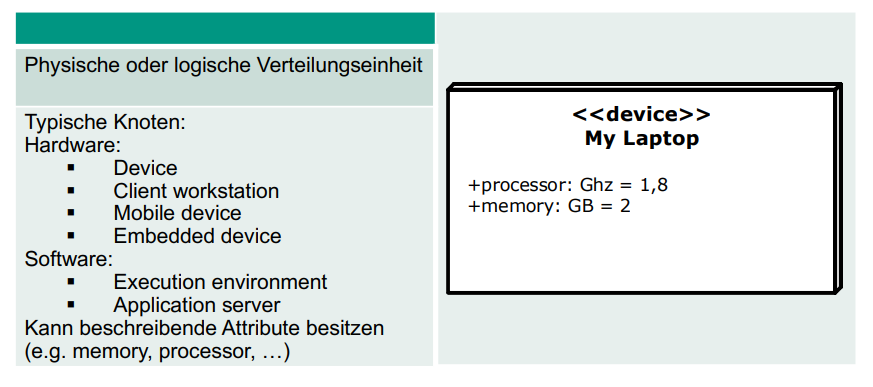 Physische oder logische Verteilungseinheit
Typische Knoten:
Hardware:
▪ Device
▪ Client workstation
▪ Mobile device
▪ Embedded device
Software:
▪ Execution environment
▪ Application server
Kann beschreibende Attribute besitzen
(e.g. memory, processor, …)
<<device>>
My Laptop
+processor: Ghz = 1,8
+memory: GB = 2